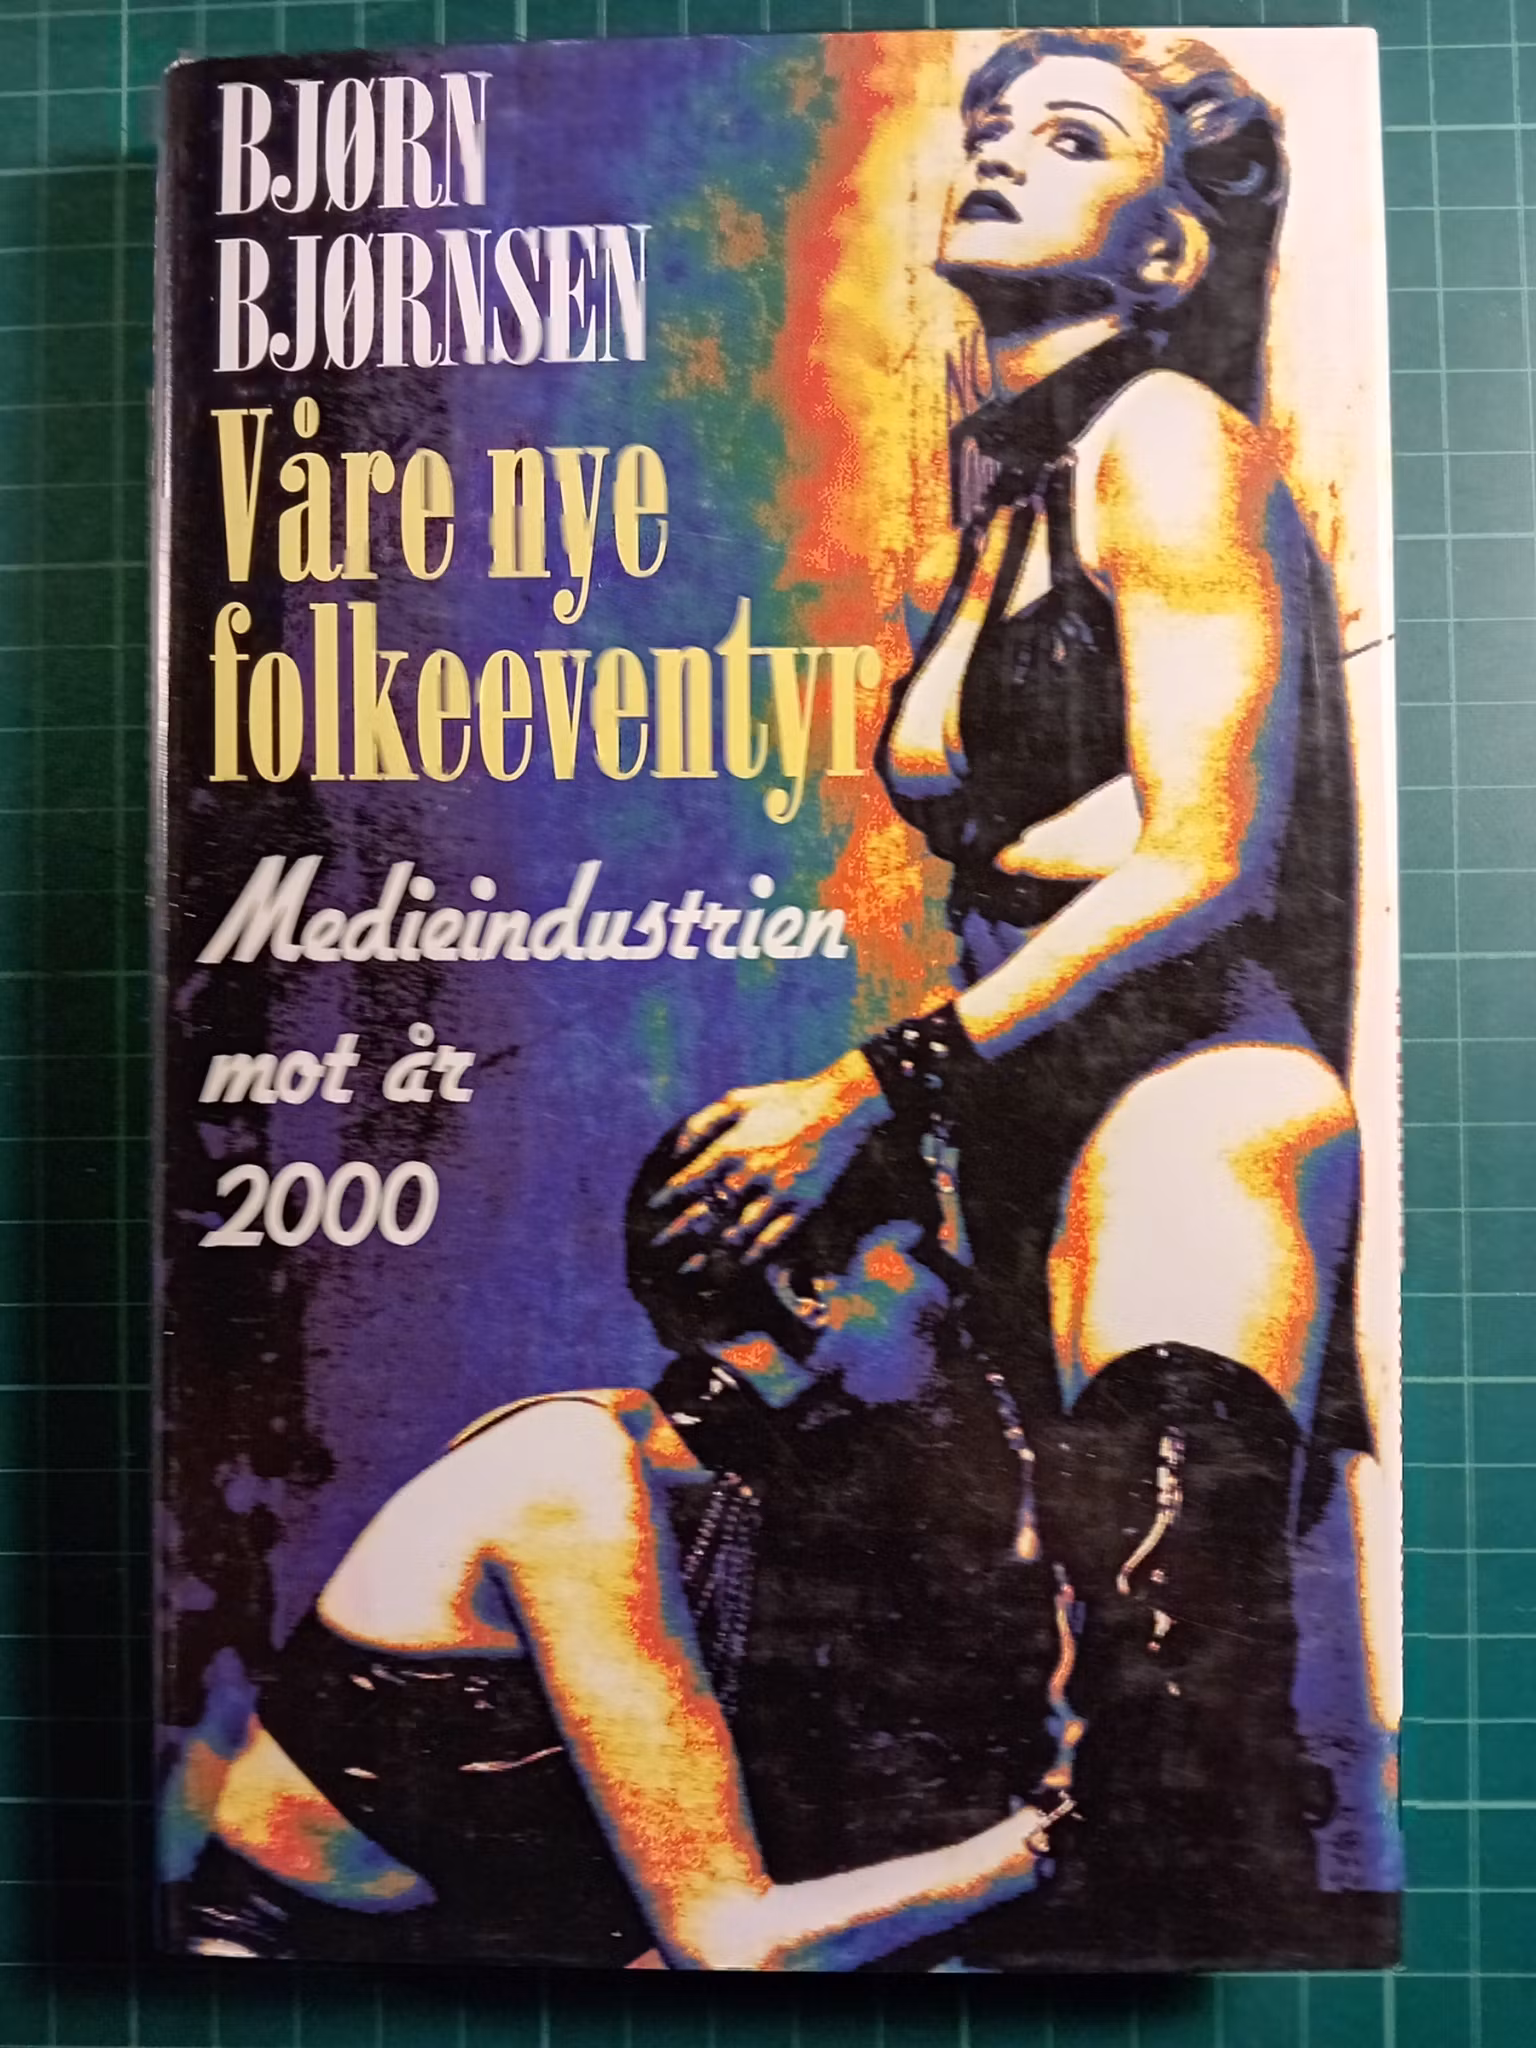 BJØRN
BJØRNSEN
Våre nye
folkeeventyr
Medieindustrien
mot år
2000